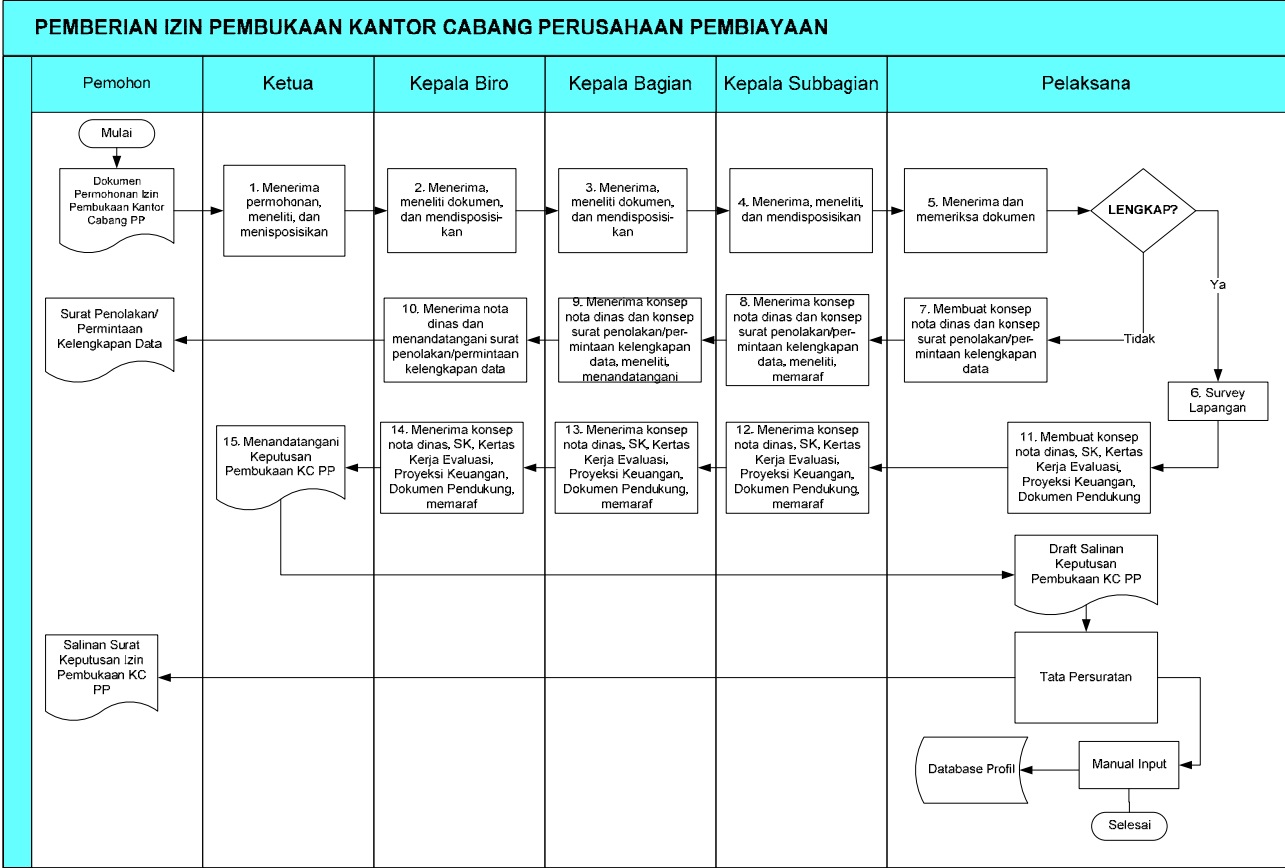 PEMBERIAN IZIN PEMBUKAAN KANTOR CABANG PERUSAHAAN PEMBIAYAAN
Pemohon
Ketua
Kepala Biro
Kepala Bagian
Kepala Subbagian
Pelaksana
Mulai
Dokumen
Permohonan Izin
Pembukaan Kantor
Cabang PP
1. Menerima
permohonan,
meneliti, dan
menisposisikan
2. Menerima,
meneliti dokumen,
dan mendisposisi-
kan
3. Menerima,
meneliti dokumen,
dan mendisposisi-
kan
4. Menerima, meneliti,
dan mendisposisikan
5. Menerima dan
memeriksa dokumen
LENGKAP?
Ya
Tidak
Surat Penolakan/
Permintaan
Kelengkapan Data
10. Menerima nota
dinas dan
menandatangani surat
penolakan/permintaan
kelengkapan data
9. Menerima konsep
nota dinas dan konsep
surat penolakan/per-
mintaan kelengkapan
data, meneliti,
menandatangani
8. Menerima konsep
nota dinas dan konsep
surat penolakan/per-
mintaan kelengkapan
data, meneliti,
memaraf
7. Membuat konsep
nota dinas dan konsep
surat penolakan/per-
mintaan kelengkapan
data
6. Survey
Lapangan
15. Menandatangani
Keputusan
Pembukaan KC PP
14. Menerima konsep
nota dinas, SK, Kertas
Kerja Evaluasi,
Proyeksi Keuangan,
Dokumen Pendukung,
memaraf
13. Menerima konsep
nota dinas, SK, Kertas
Kerja Evaluasi,
Proyeksi Keuangan,
Dokumen Pendukung,
memaraf
12. Menerima konsep
nota dinas, SK, Kertas
Kerja Evaluasi,
Proyeksi Keuangan,
Dokumen Pendukung,
memaraf
11. Membuat konsep
nota dinas, SK, Kertas
Kerja Evaluasi,
Proyeksi Keuangan,
Dokumen Pendukung
Draft Salinan
Keputusan
Pembukaan KC PP
Salinan Surat
Keputusan Izin
Pembukaan KC
PP
Tata Persuratan
Database Profil
Manual Input
Selesai